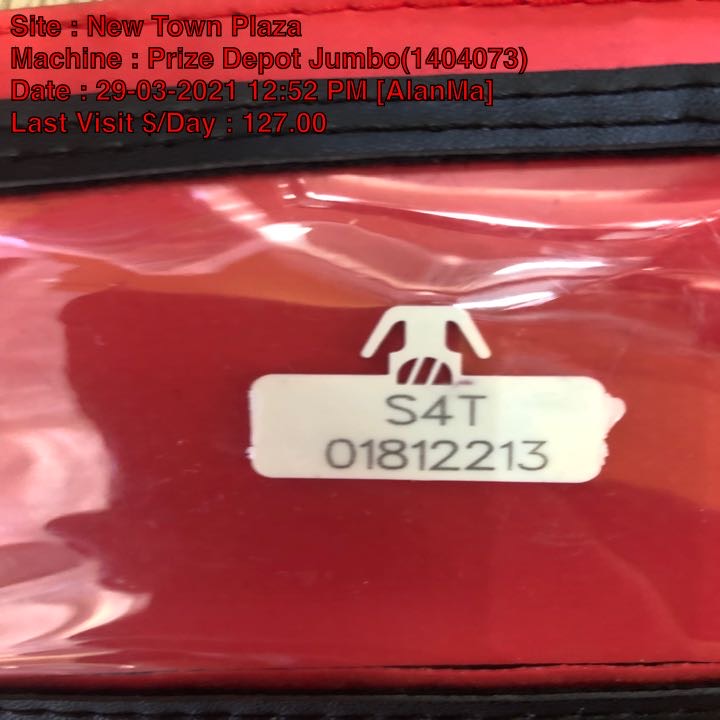 Site : New Town Plaza
Machine : Prize Depot Jumbo(1404073)
Date : 29-03-2021 12:52 PM [AlanMa]
Last Visit $/Day : 127.00
S4T
01812213